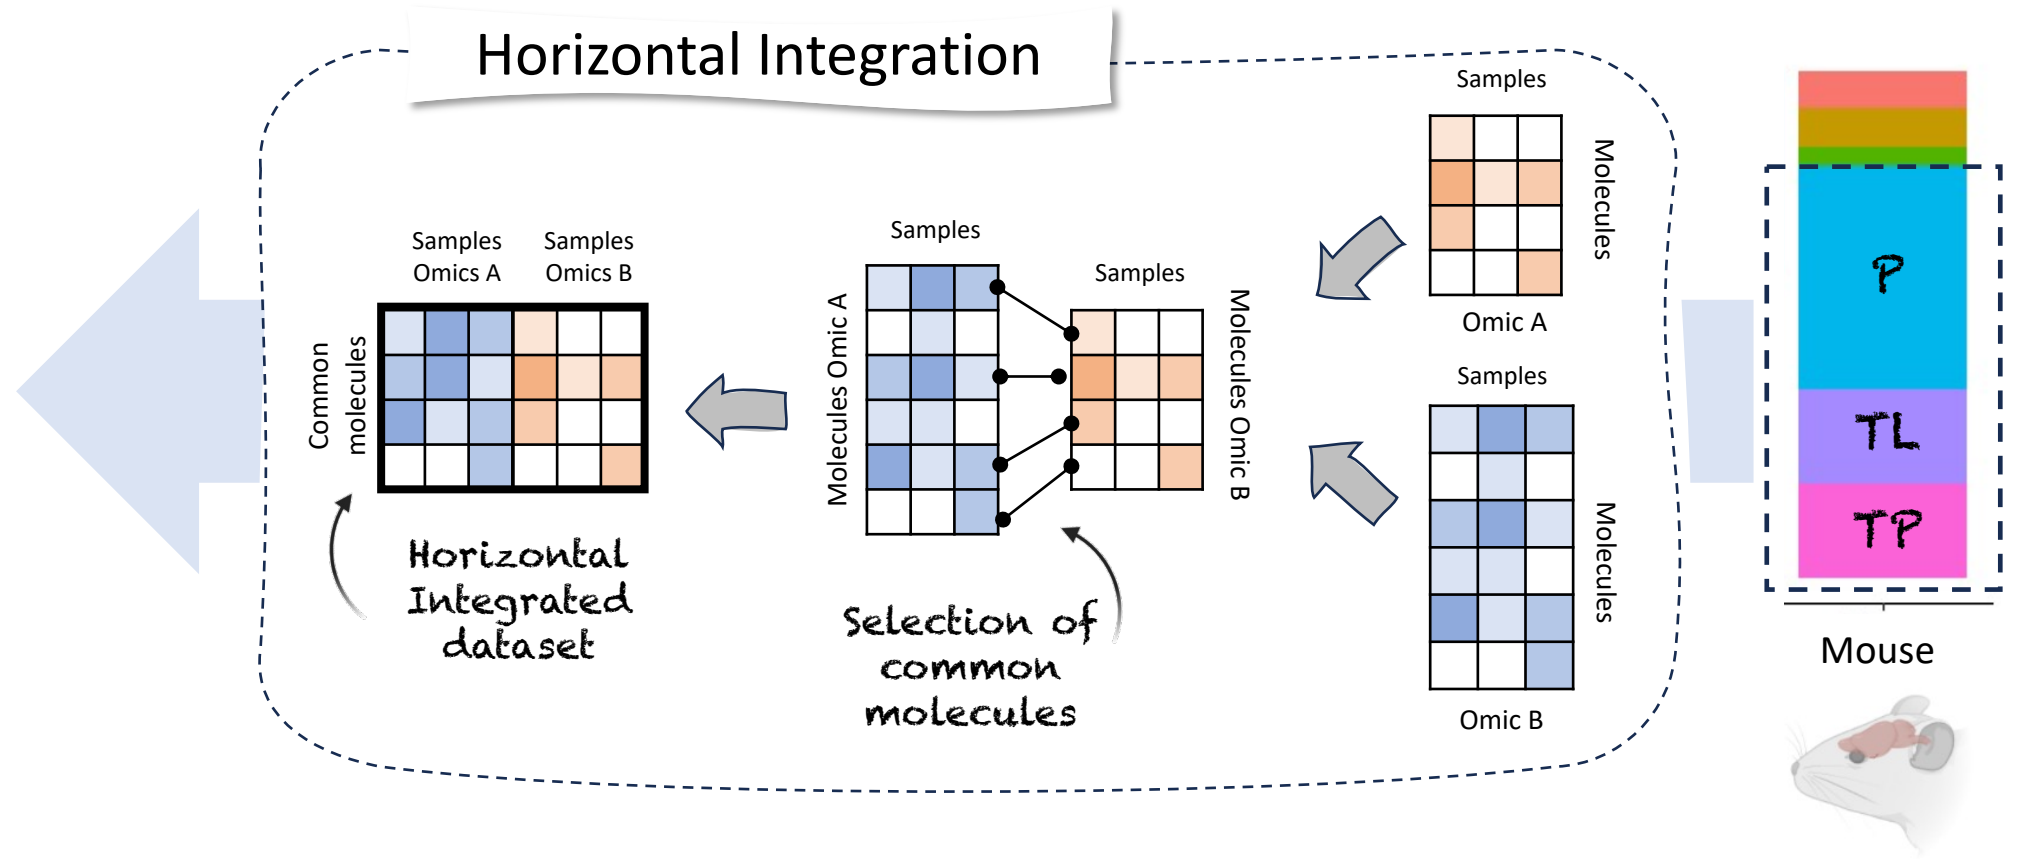 Horizontal Integration
Samples
Omics A
Samples
Omics B
Common
molecules
Horizontal
Integrated
dataset
Samples
Molecules Omic A
Samples
Molecules Omic B
Selection of
common
molecules
Samples
Molecules
Omic A
Samples
Molecules
Omic B
P
TL
TP
Mouse